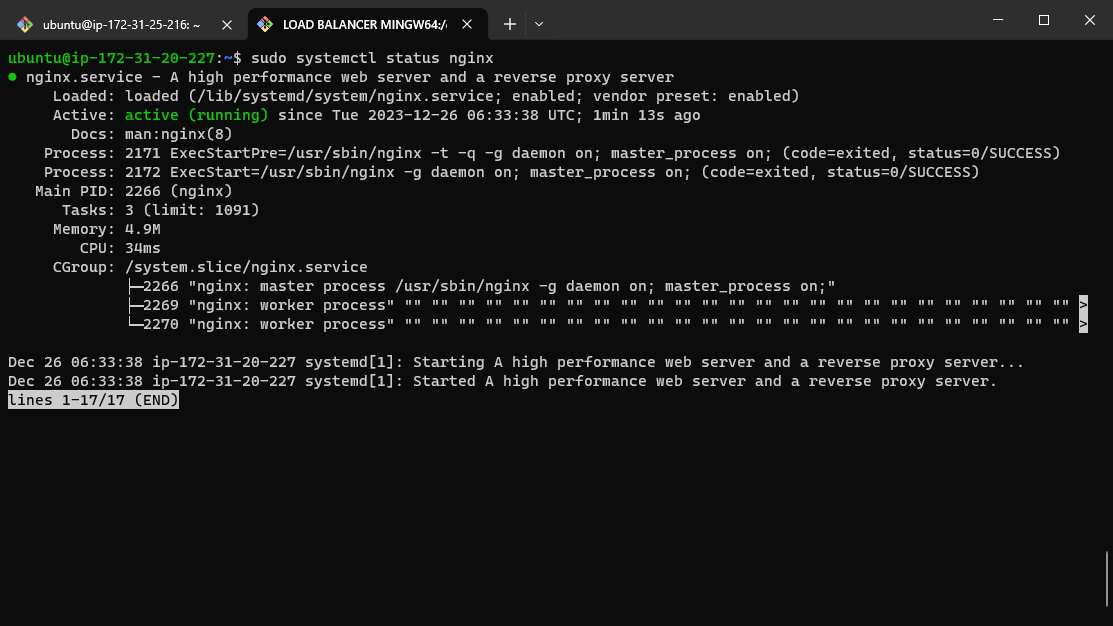 ubuntu@ip-172-31-25-216: ~
LOAD BALANCER MINGW64:/
ubuntu@ip-172-31-20-227:~$ sudo systemctl status nginx
● nginx.service - A high performance web server and a reverse proxy server
Loaded: loaded (/lib/systemd/system/nginx.service; enabled; vendor preset: enabled)
Active: active (running) since Tue 2023-12-26 06:33:38 UTC; 1min 13s ago
Docs: man:nginx(8)
Process: 2171 ExecStartPre=/usr/sbin/nginx -t -q -g daemon on; master_process on; (code=exited, status=0/SUCCESS)
Process: 2172 ExecStart=/usr/sbin/nginx -g daemon on; master_process on; (code=exited, status=0/SUCCESS)
Main PID: 2266 (nginx)
Tasks: 3 (limit: 1091)
Memory: 4.9M
CPU: 34ms
CGroup: /system.slice/nginx.service
├─2266 "nginx: master process /usr/sbin/nginx -g daemon on; master_process on;"
├─2269 "nginx: worker process" "" "" "" "" "" "" "" "" "" "" "" "" "" "" "" "" "" "" "" "" "" "" "" "" "" >
└─2270 "nginx: worker process" "" "" "" "" "" "" "" "" "" "" "" "" "" "" "" "" "" "" "" "" "" "" "" "" "" >
Dec 26 06:33:38 ip-172-31-20-227 systemd[1]: Starting A high performance web server and a reverse proxy server...
Dec 26 06:33:38 ip-172-31-20-227 systemd[1]: Started A high performance web server and a reverse proxy server.
lines 1-17/17 (END)